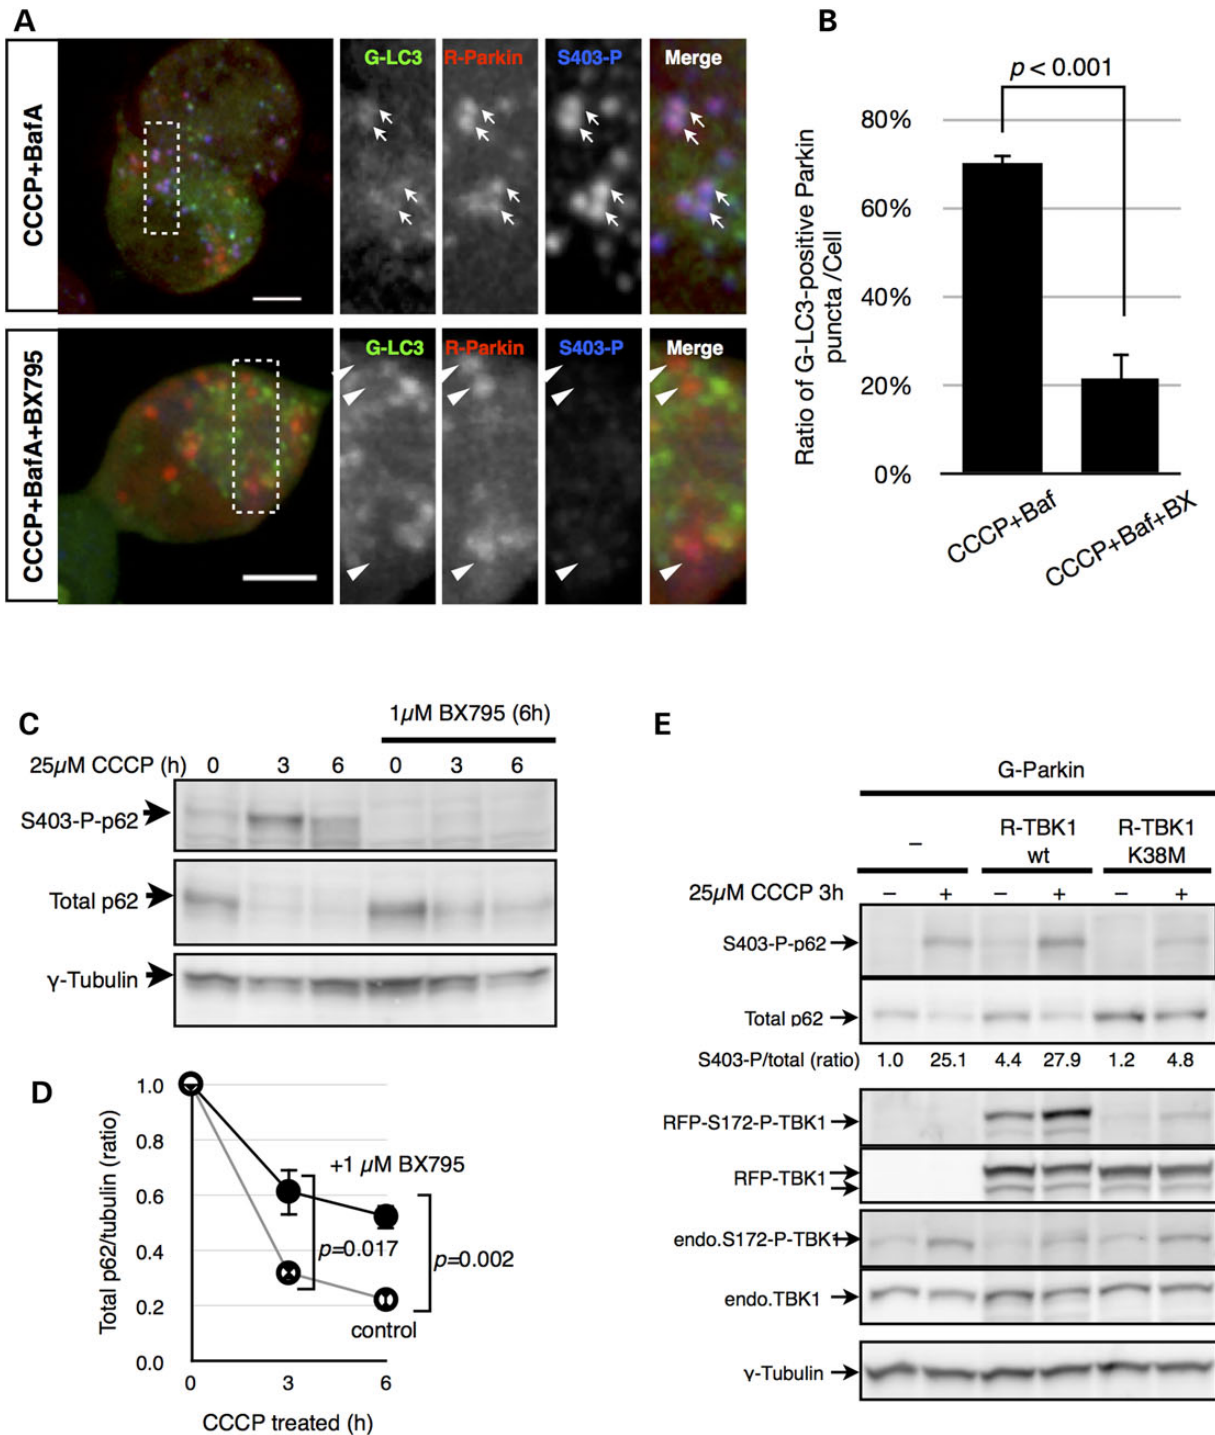 A
CCCP+BafA
G-LC3
R-Parkin
S403-P
Merge
CCCP+BafA+BX795
G-LC3
R-Parkin
S403-P
Merge
B
p < 0.001
Ratio of G-LC3-positive Parkin
puncta /Cell
80%
60%
40%
20%
0%
CCCP+Baf
CCCP+Baf+BX
C
1µM BX795 (6h)
25µM CCCP (h) 0 3 6 0 3 6
S403-P-p62
Total p62
γ-Tubulin
D
Total p62/tubulin (ratio)
1.0
0.8
0.6
0.4
0.2
0.0
+1 µM BX795
p=0.017
p=0.002
control
0 3 6
CCCP treated (h)
E
G-Parkin
– R-TBK1 R-TBK1
wt K38M
25µM CCCP 3h – + – + – +
S403-P-p62
Total p62
S403-P/total (ratio) 1.0 25.1 4.4 27.9 1.2 4.8
RFP-S172-P-TBK1
RFP-TBK1
endo.S172-P-TBK1
endo.TBK1
γ-Tubulin